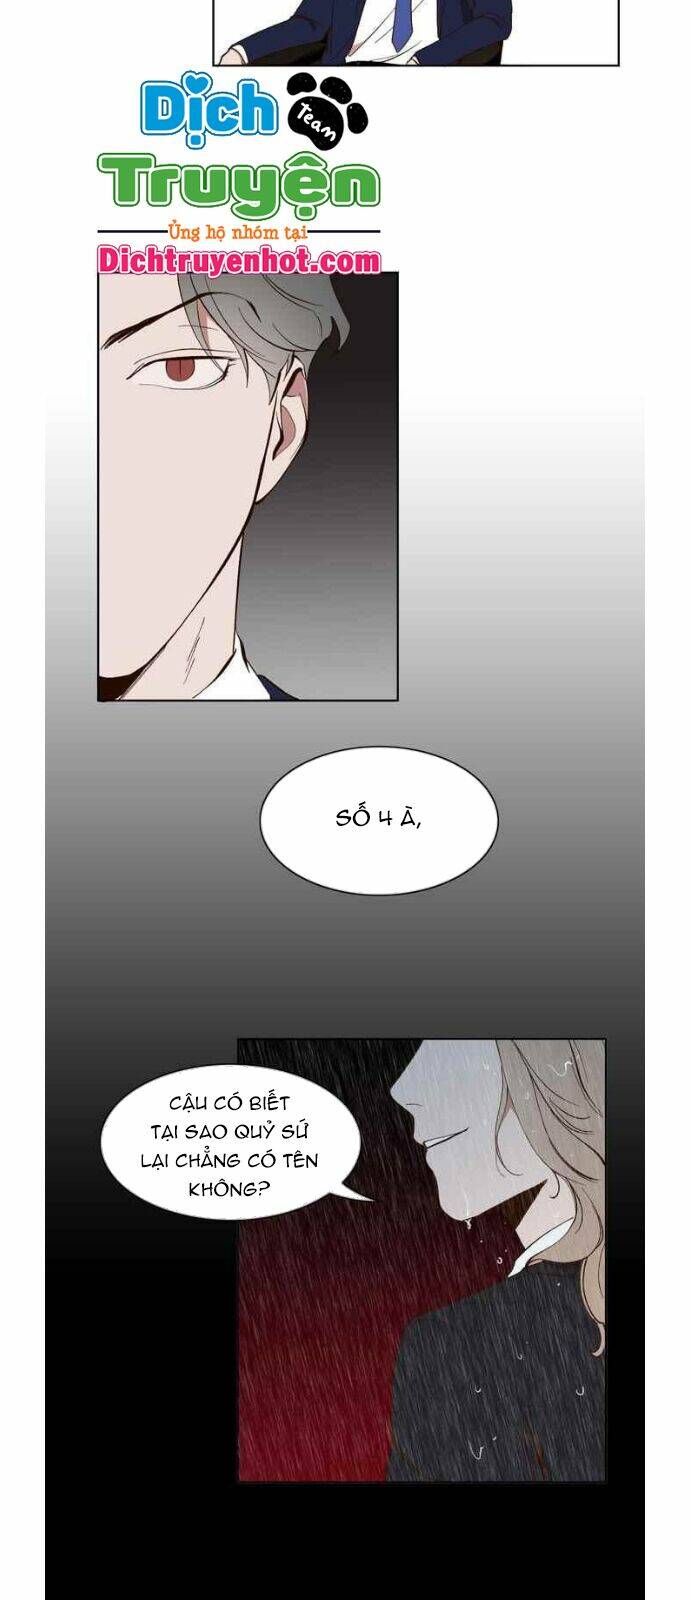 Dịch
Team
Truyện
Ủng hộ nhóm tại
Dichtruyenhot.com
SỐ 4 À,
CẬU CÓ BIẾT
TẠI SAO QUỶ SỨ
LẠI CHẲNG CÓ TÊN
KHÔNG?